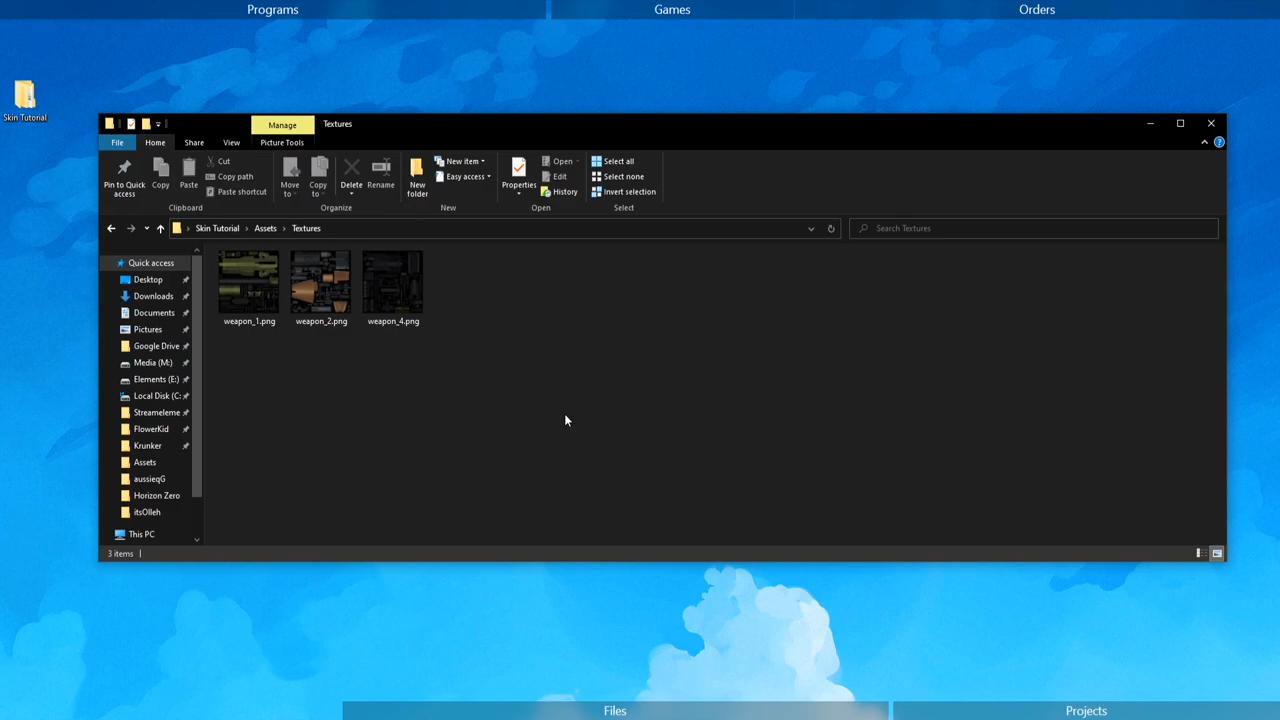 Programs
Games
Orders
Skin Tutorial
Manage
Textures
File
Home
Share
View
Picture Tools
Pin to Quick access
Copy
Paste
Cut
Copy path
Paste shortcut
Clipboard
Move to
Copy to
Delete
Rename
Organize
New folder
New item
Easy access
New
Properties
Open
Edit
History
Open
Select all
Select none
Invert selection
Select
Skin Tutorial > Assets > Textures
Search Textures
Quick access
Desktop
Downloads
Documents
Pictures
Google Drive
Media (M:)
Elements (E:)
Local Disk (C:
Streameleme
FlowerKid
Krunker
Assets
aussieqG
Horizon Zero
itsOlleh
This PC
weapon_1.png
weapon_2.png
weapon_4.png
3 items
Files
Projects